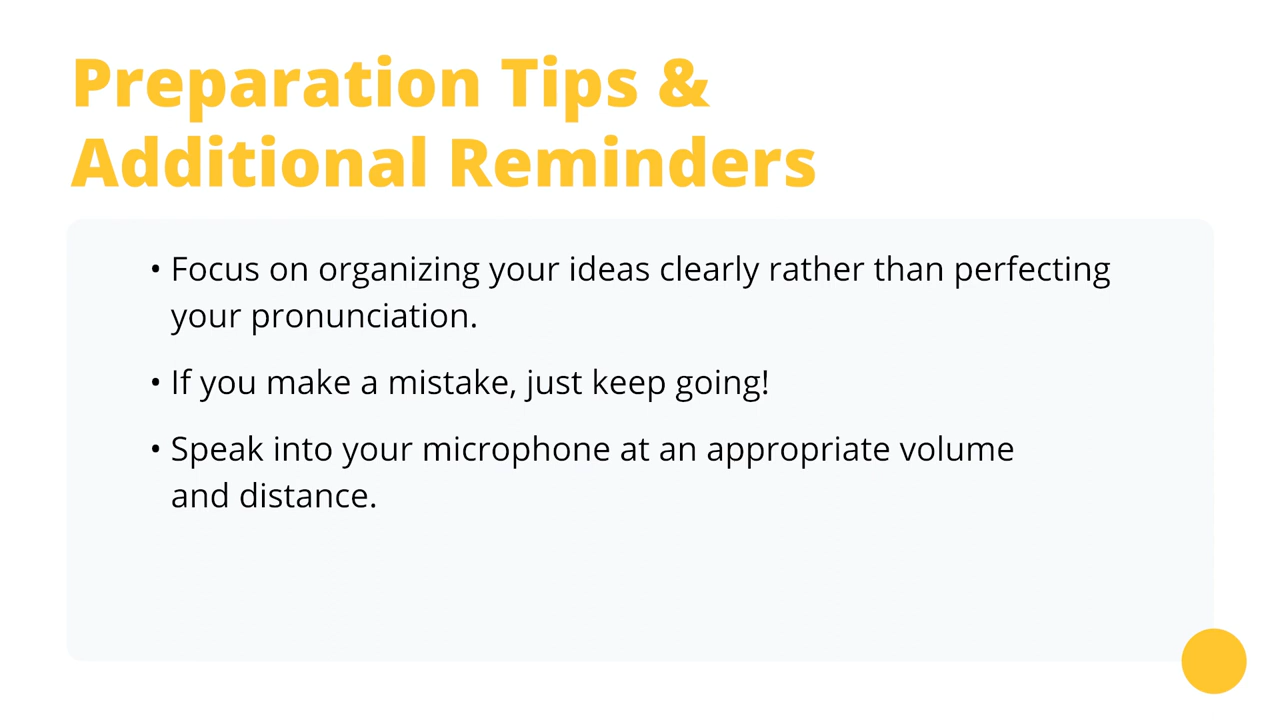 Preparation Tips &
Additional Reminders
• Focus on organizing your ideas clearly rather than perfecting
your pronunciation.
• If you make a mistake, just keep going!
• Speak into your microphone at an appropriate volume
and distance.